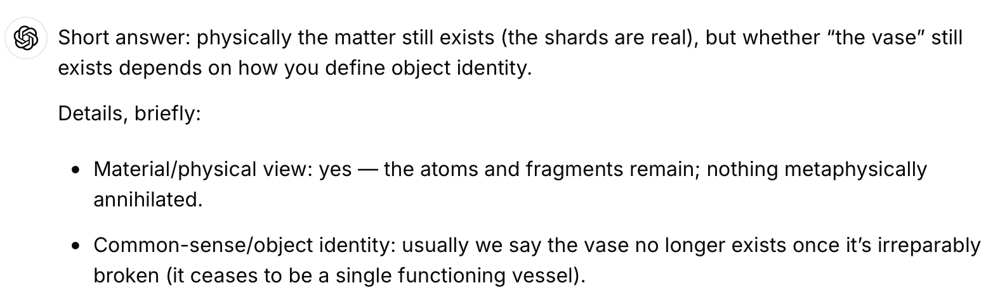 Short answer: physically the matter still exists (the shards are real), but whether “the vase” still
exists depends on how you define object identity.
Details, briefly:
• Material/physical view: yes — the atoms and fragments remain; nothing metaphysically
annihilated.
• Common-sense/object identity: usually we say the vase no longer exists once it’s irreparably
broken (it ceases to be a single functioning vessel).